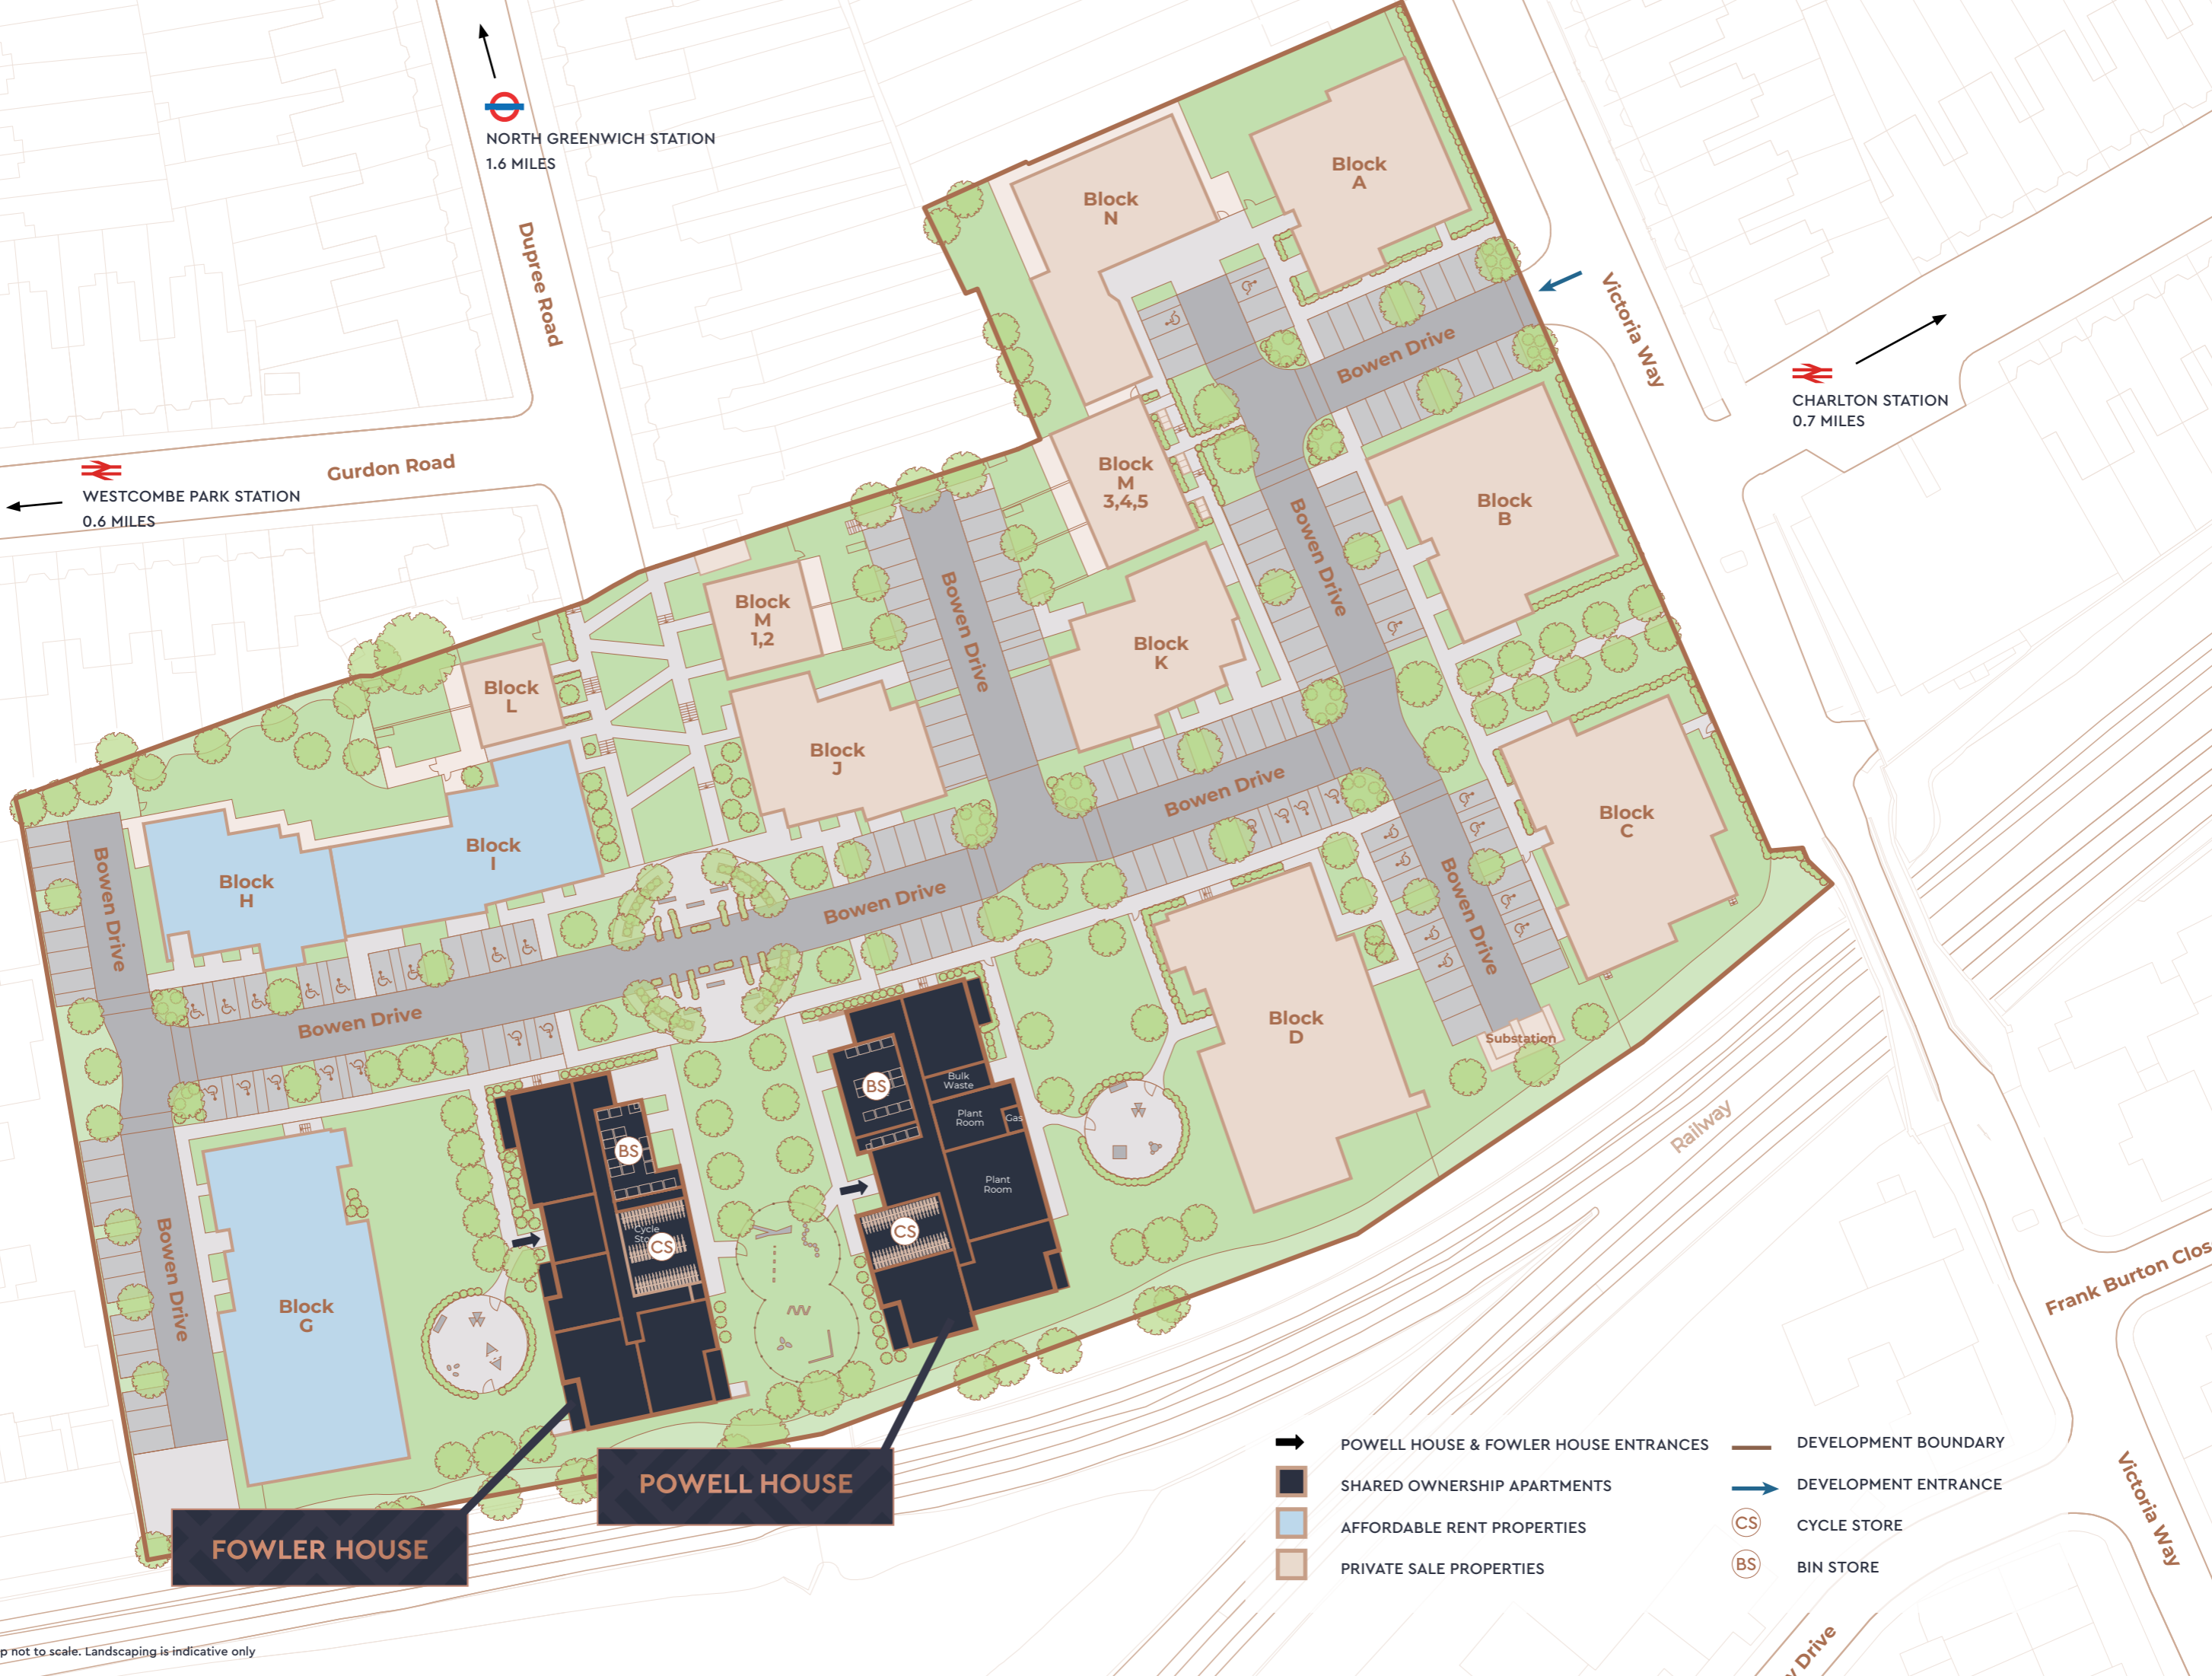 NORTH GREENWICH STATION
1.6 MILES
Dupree Road
Gurdon Road
WESTCOMBE PARK STATION
0.6 MILES
Victoria Way
CHARLTON STATION
0.7 MILES
Block
A
Block
N
Bowen Drive
Block
M
3,4,5
Block
B
Bowen Drive
Bowen Drive
Block
M
1,2
Block
K
Block
L
Block
J
Bowen Drive
Block
C
Block
I
Block
H
Bowen Drive
Bowen Drive
Bowen Drive
Bowen Drive
Block
D
Substation
BS
Bulk
Waste
Plant
Room
Gas
Plant
Room
CS
BS
Cycle
CS
Bowen Drive
Block
G
Railway
Frank Burton Clos
Victoria Way
y Drive
POWELL HOUSE
FOWLER HOUSE
POWELL HOUSE & FOWLER HOUSE ENTRANCES
SHARED OWNERSHIP APARTMENTS
AFFORDABLE RENT PROPERTIES
PRIVATE SALE PROPERTIES
DEVELOPMENT BOUNDARY
DEVELOPMENT ENTRANCE
CS CYCLE STORE
BS BIN STORE
p not to scale. Landscaping is indicative only